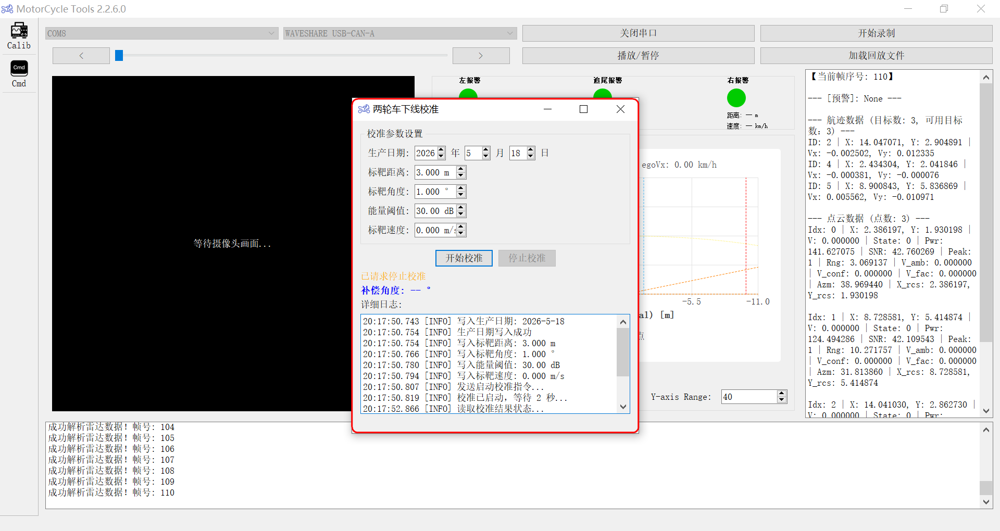 MotorCycle Tools 2.2.6.0
Calib
Cmd
Cmd
COM8
WAVESHARE USB-CAN-A
关闭串口
开始录制
<
>
播放/暂停
加载回放文件
等待摄像头画面...
左报警
追尾报警
右报警
距离: — m
速度: — km/h
egoVx: 0.00 km/h
-5.5
-11.0
al) [m]
点
Y-axis Range:
40
两轮车下线校准
校准参数设置
生产日期: 2026 年 5 月 18 日
标靶距离: 3.000 m
标靶角度: 1.000 °
能量阈值: 30.00 dB
标靶速度: 0.000 m/s
开始校准
停止校准
已请求停止校准
补偿角度: -- °
详细日志:
20:17:50.743 [INFO] 写入生产日期: 2026-5-18
20:17:50.754 [INFO] 生产日期写入成功
20:17:50.754 [INFO] 写入标靶距离: 3.000 m
20:17:50.766 [INFO] 写入标靶角度: 1.000 °
20:17:50.780 [INFO] 写入能量阈值: 30.00 dB
20:17:50.794 [INFO] 写入标靶速度: 0.000 m/s
20:17:50.807 [INFO] 发送启动校准指令...
20:17:50.819 [INFO] 校准已启动, 等待 2 秒...
20:17:52.866 [INFO] 读取校准结果状态...
【当前帧序号: 110】
--- [预警]: None ---
--- 航迹数据 (目标数: 3, 可用目标
数: 3) ---
ID: 2 | X: 14.047071, Y: 2.904891 |
Vx: -0.002502, Vy: 0.012335
ID: 4 | X: 2.434304, Y: 2.041846 |
Vx: -0.000381, Vy: -0.000076
ID: 5 | X: 8.900843, Y: 5.836869 |
Vx: 0.005562, Vy: -0.010971
--- 点云数据 (点数: 3) ---
Idx: 0 | X: 2.386197, Y: 1.930198 |
V: 0.000000 | State: 0 | Pwr:
141.627075 | SNR: 42.760269 | Peak:
1 | Rng: 3.069137 | V_amb: 0.000000
| V_conf: 0.000000 | V_fac: 0.000000
| Azm: 38.969440 | X_rcs: 2.386197,
Y_rcs: 1.930198
Idx: 1 | X: 8.728581, Y: 5.414874 |
V: 0.000000 | State: 0 | Pwr:
124.494286 | SNR: 42.109543 | Peak:
1 | Rng: 10.271757 | V_amb: 0.000000
| V_conf: 0.000000 | V_fac: 0.000000
| Azm: 31.813860 | X_rcs: 8.728581,
Y_rcs: 5.414874
Idx: 2 | X: 14.041030, Y: 2.862730 |
V: 0.000000 | State: 0 | Pwr:
成功解析雷达数据! 帧号: 104
成功解析雷达数据! 帧号: 105
成功解析雷达数据! 帧号: 106
成功解析雷达数据! 帧号: 107
成功解析雷达数据! 帧号: 108
成功解析雷达数据! 帧号: 109
成功解析雷达数据! 帧号: 110